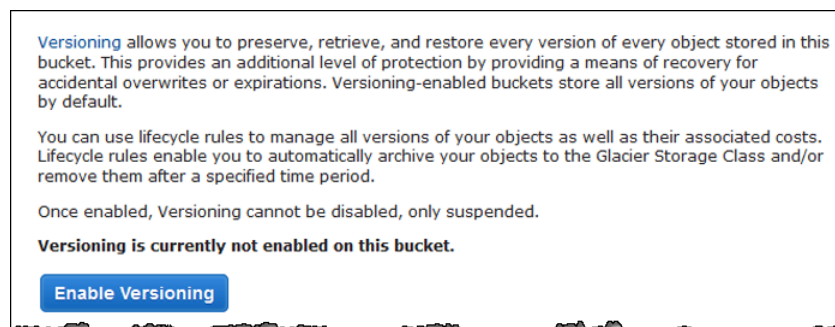 Versioning allows you to preserve, retrieve, and restore every version of every object stored in this
bucket. This provides an additional level of protection by providing a means of recovery for
accidental overwrites or expirations. Versioning-enabled buckets store all versions of your objects
by default.
You can use lifecycle rules to manage all versions of your objects as well as their associated costs.
Lifecycle rules enable you to automatically archive your objects to the Glacier Storage Class and/or
remove them after a specified time period.
Once enabled, Versioning cannot be disabled, only suspended.
Versioning is currently not enabled on this bucket.
Enable Versioning